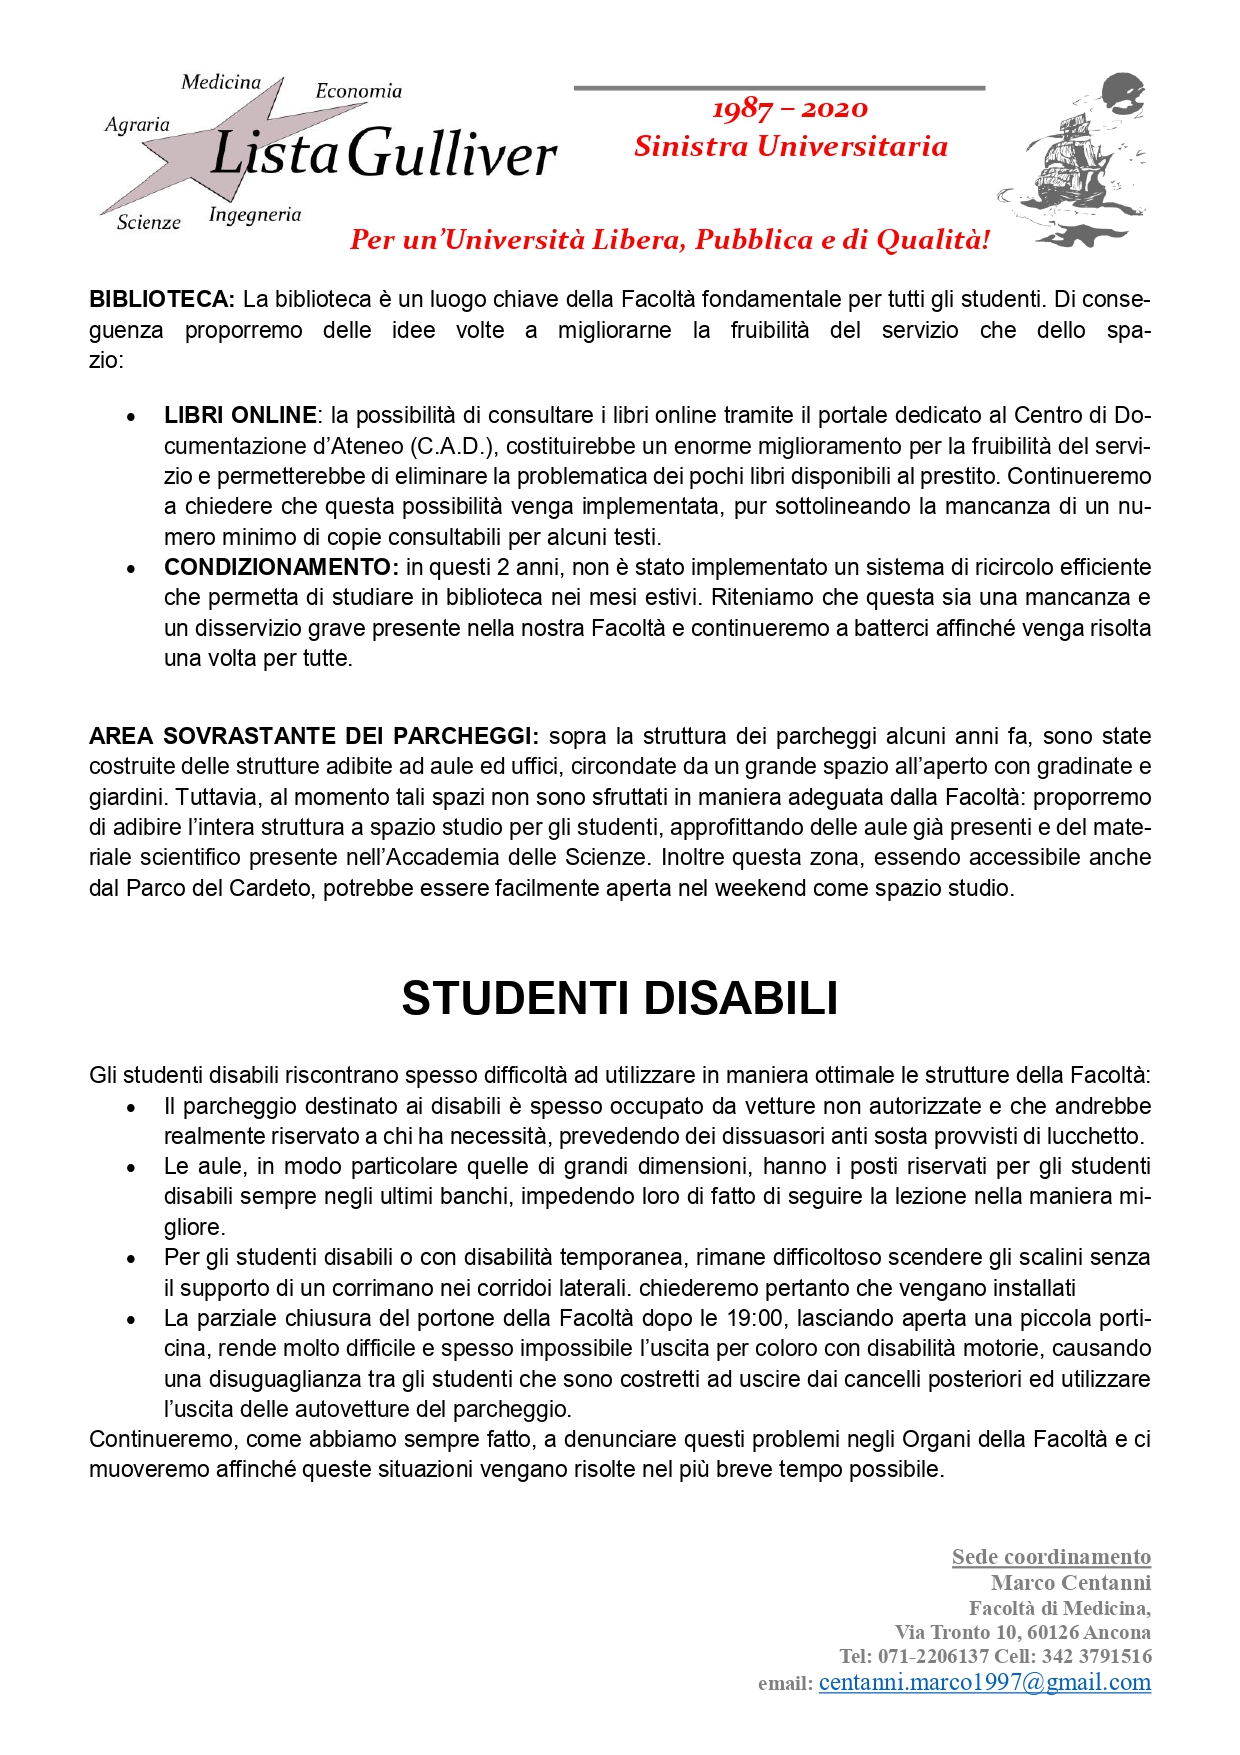 Medicina
Economia
Agraria
Lista Gulliver
Scienze
Ingegneria
1987 – 2020
Sinistra Universitaria
Per un’Università Libera, Pubblica e di Qualità!
BIBLIOTECA: La biblioteca è un luogo chiave della Facoltà fondamentale per tutti gli studenti. Di conse-
guenza proporremo delle idee volte a migliorarne la fruibilità del servizio che dello spa-
zio:
• LIBRI ONLINE: la possibilità di consultare i libri online tramite il portale dedicato al Centro di Do-
cumentazione d’Ateneo (C.A.D.), costituirebbe un enorme miglioramento per la fruibilità del servi-
zio e permetterebbe di eliminare la problematica dei pochi libri disponibili al prestito. Continueremo
a chiedere che questa possibilità venga implementata, pur sottolineando la mancanza di un nu-
mero minimo di copie consultabili per alcuni testi.
• CONDIZIONAMENTO: in questi 2 anni, non è stato implementato un sistema di ricircolo efficiente
che permetta di studiare in biblioteca nei mesi estivi. Riteniamo che questa sia una mancanza e
un disservizio grave presente nella nostra Facoltà e continueremo a batterci affinché venga risolta
una volta per tutte.
AREA SOVRASTANTE DEI PARCHEGGI: sopra la struttura dei parcheggi alcuni anni fa, sono state
costruite delle strutture adibite ad aule ed uffici, circondate da un grande spazio all’aperto con gradinate e
giardini. Tuttavia, al momento tali spazi non sono sfruttati in maniera adeguata dalla Facoltà: proporremo
di adibire l’intera struttura a spazio studio per gli studenti, approfittando delle aule già presenti e del mate-
riale scientifico presente nell’Accademia delle Scienze. Inoltre questa zona, essendo accessibile anche
dal Parco del Cardeto, potrebbe essere facilmente aperta nel weekend come spazio studio.
STUDENTI DISABILI
Gli studenti disabili riscontrano spesso difficoltà ad utilizzare in maniera ottimale le strutture della Facoltà:
• Il parcheggio destinato ai disabili è spesso occupato da vetture non autorizzate e che andrebbe
realmente riservato a chi ha necessità, prevedendo dei dissuasori anti sosta provvisti di lucchetto.
• Le aule, in modo particolare quelle di grandi dimensioni, hanno i posti riservati per gli studenti
disabili sempre negli ultimi banchi, impedendo loro di fatto di seguire la lezione nella maniera mi-
gliore.
• Per gli studenti disabili o con disabilità temporanea, rimane difficoltoso scendere gli scalini senza
il supporto di un corrimano nei corridoi laterali. chiederemo pertanto che vengano installati
• La parziale chiusura del portone della Facoltà dopo le 19:00, lasciando aperta una piccola porti-
cina, rende molto difficile e spesso impossibile l’uscita per coloro con disabilità motorie, causando
una disuguaglianza tra gli studenti che sono costretti ad uscire dai cancelli posteriori ed utilizzare
l’uscita delle autovetture del parcheggio.
Continueremo, come abbiamo sempre fatto, a denunciare questi problemi negli Organi della Facoltà e ci
muoveremo affinché queste situazioni vengano risolte nel più breve tempo possibile.
Sede coordinamento
Marco Centanni
Facoltà di Medicina,
Via Tronto 10, 60126 Ancona
Tel: 071-2206137 Cell: 342 3791516
email: centanni.marco1997@gmail.com